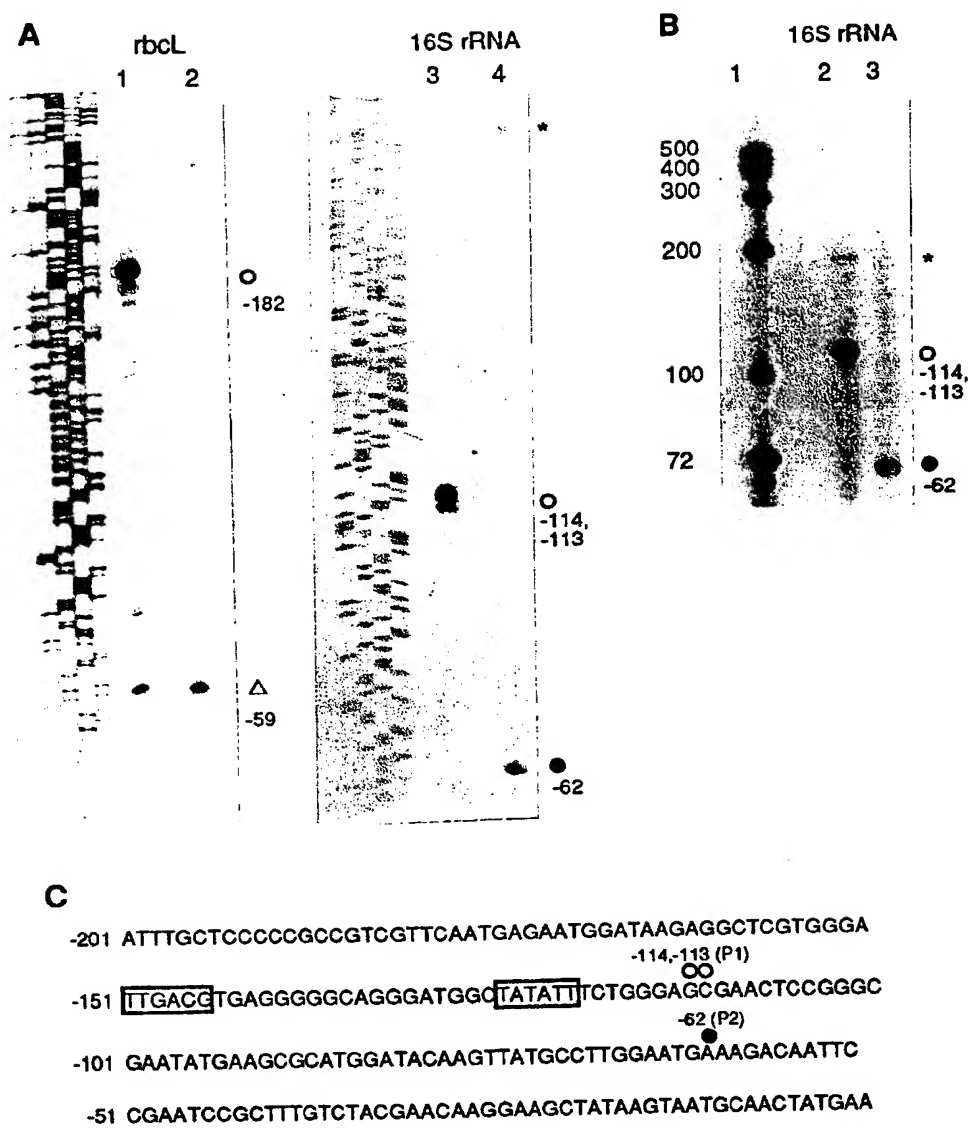 A
rbcL
1 2
16S rRNA
3 4
*
-182
-114,
-113
-59
-62
B
16S rRNA
1 2 3
500
400
300
200
100
72
*
-114,
-113
-62
C
-201 ATTTGCTCCCCCGCCGTCGTTCAATGAGAATGGATAAGAGGCTCGTGGGA
-114,-113 (P1)
-151 TTGACGTGAGGGGGCAGGGATGGCTATATTTCTGGGAGCGAACTCCGGGC
-62 (P2)
-101 GAATATGAAGCGCATGGATACAAGTTATGCCTTGGAATGAAAGACAATTC
-51 CGAATCCGCTTTGTCTACGAACAAGGAAGCTATAAGTAATGCAACTATGAA